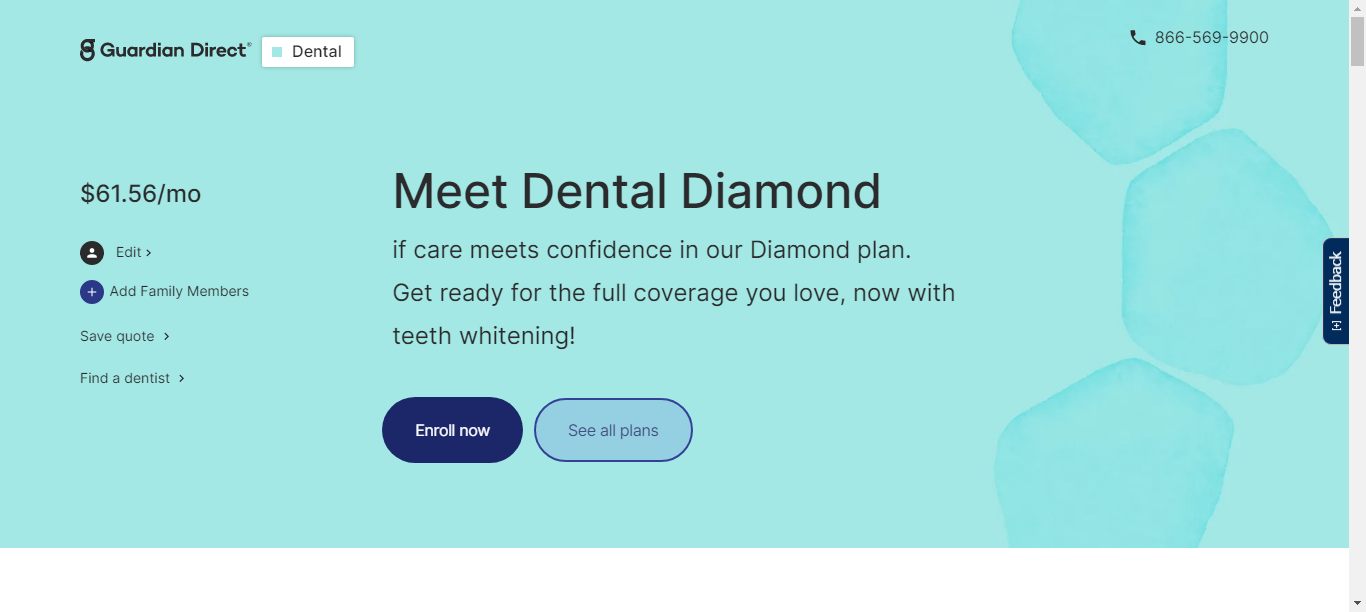 Guardian Direct®
Dental
866-569-9900
$61.56/mo
Edit
Add Family Members
Save quote
Find a dentist
Meet Dental Diamond
if care meets confidence in our Diamond plan.
Get ready for the full coverage you love, now with
teeth whitening!
Enroll now
See all plans
[+] Feedback